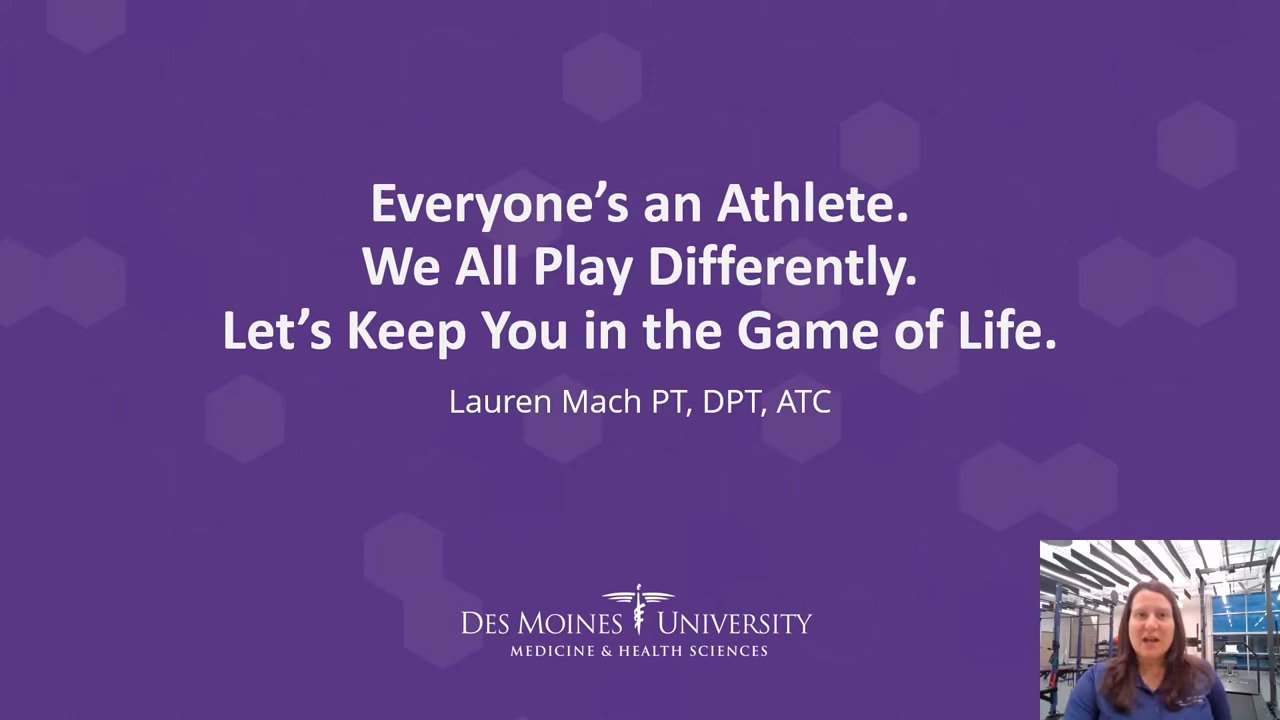 Everyone’s an Athlete.
We All Play Differently.
Let’s Keep You in the Game of Life.
Lauren Mach PT, DPT, ATC
DES MOINES UNIVERSITY
MEDICINE & HEALTH SCIENCES